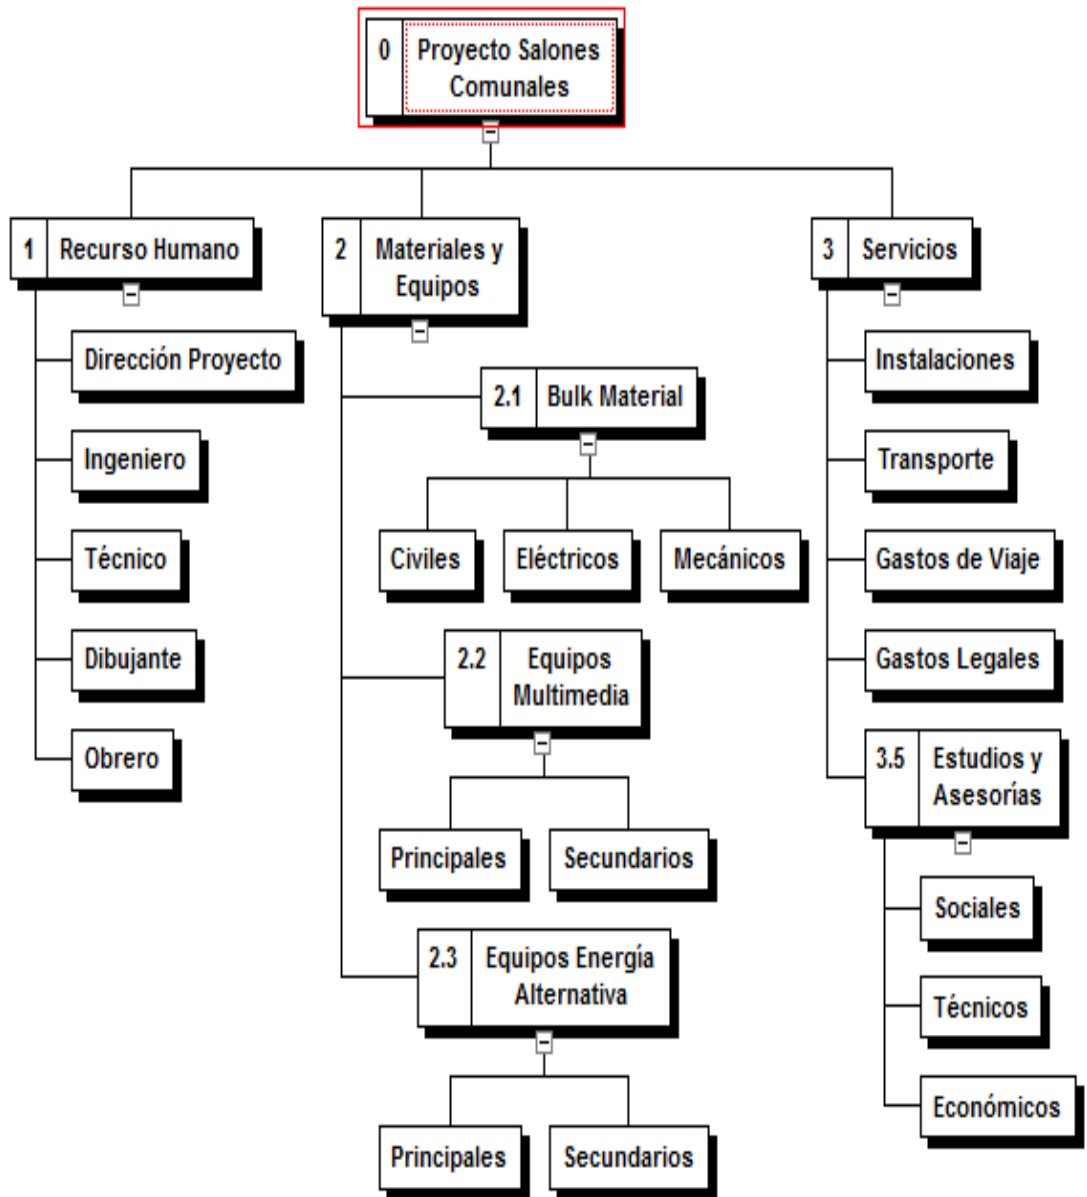 0 Proyecto Salones
Comunales
1 Recurso Humano
2 Materiales y
Equipos
3 Servicios
Dirección Proyecto
Ingeniero
Técnico
Dibujante
Obrero
2.1 Bulk Material
Civiles
Eléctricos
Mecánicos
2.2 Equipos
Multimedia
Principales
Secundarios
2.3 Equipos Energía
Alternativa
Principales
Secundarios
Instalaciones
Transporte
Gastos de Viaje
Gastos Legales
3.5 Estudios y
Asesorías
Sociales
Técnicos
Económicos